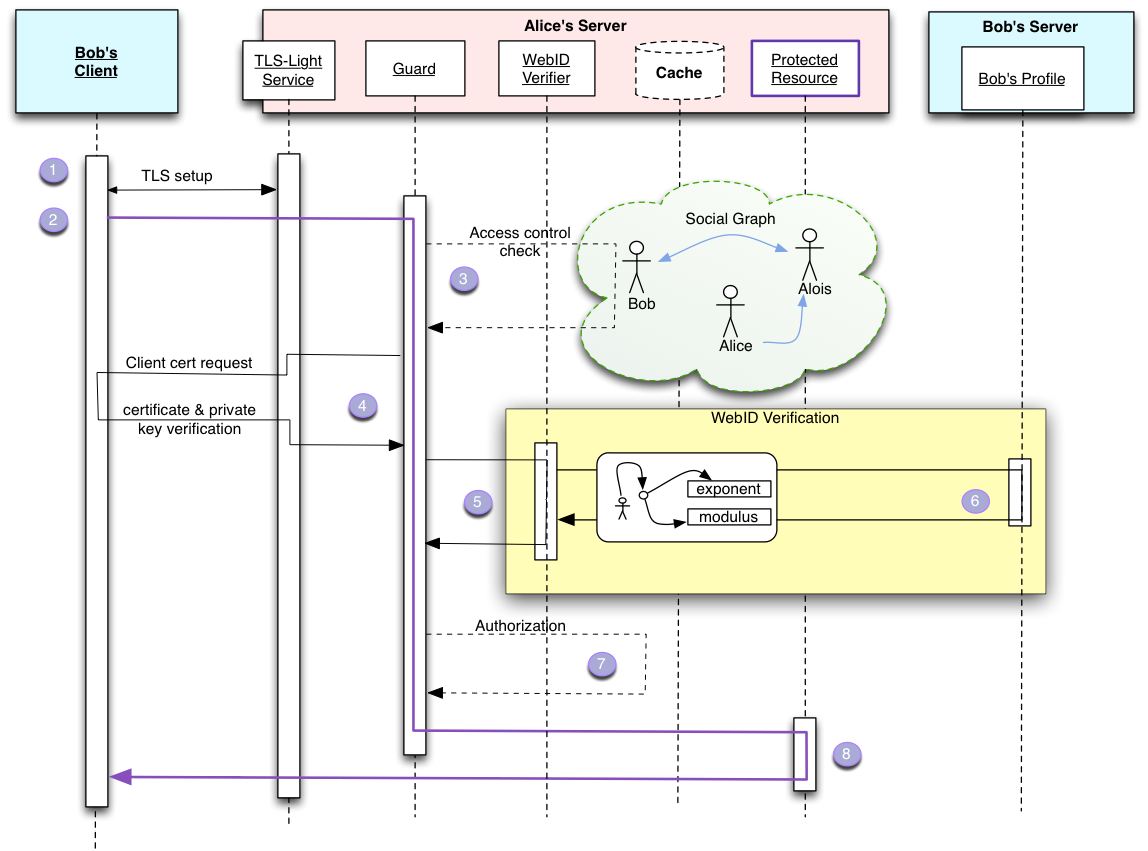 Bob's
Client
Alice's Server
TLS-Light
Service
Guard
WebID
Verifier
Cache
Protected
Resource
Bob's Server
Bob's Profile
1
TLS setup
2
Access control
check
3
Social Graph
Bob
Alois
Alice
Client cert request
4
certificate & private
key verification
WebID Verification
5
exponent
modulus
6
Authorization
7
8